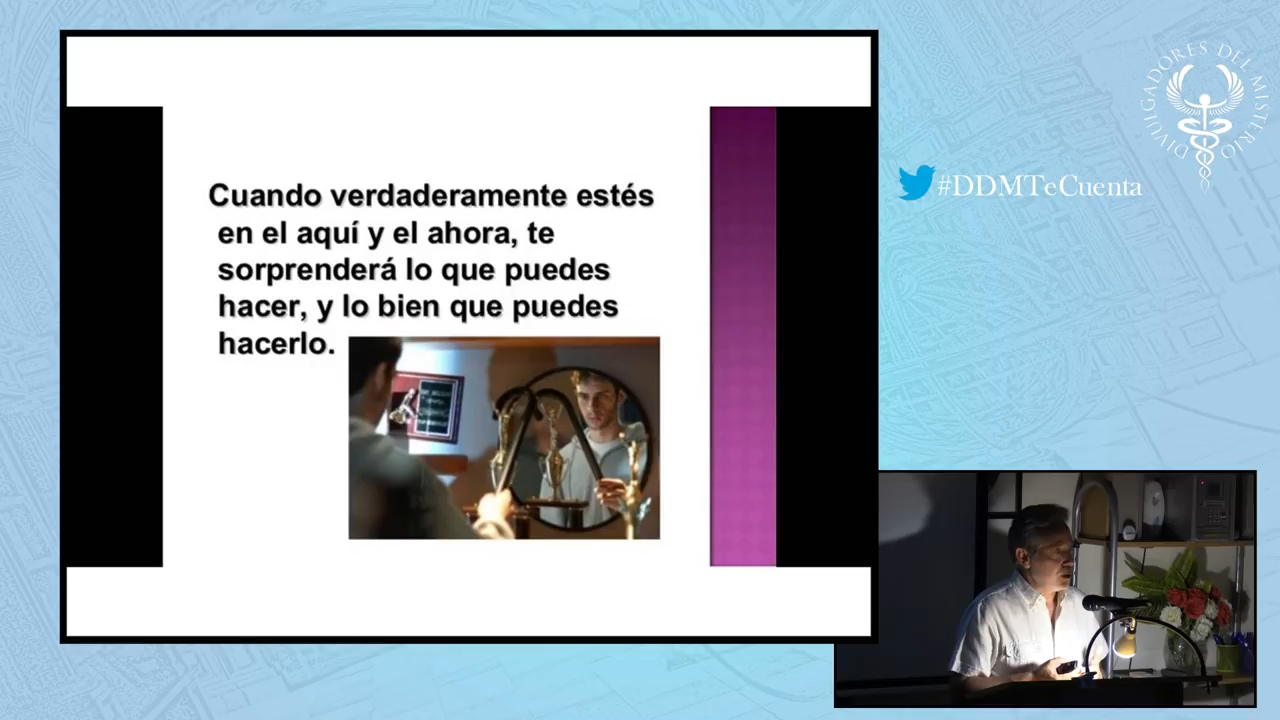 Cuando verdaderamente estés
en el aquí y el ahora, te
sorprenderá lo que puedes
hacer, y lo bien que puedes
hacerlo.
#DDMTeCuenta
DIVULGADORES DEL MISTERIO